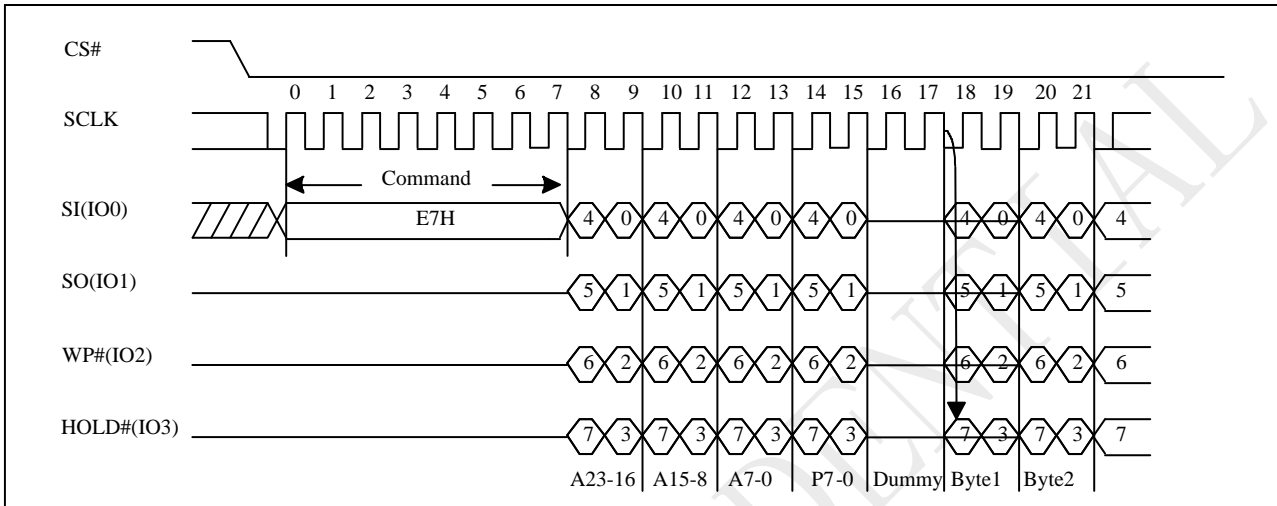 CS#
0 1 2 3 4 5 6 7 8 9 10 11 12 13 14 15 16 17 18 19 20 21
SCLK
Command
SI(IO0) E7H 4 0 4 0 4 0 4 0 4 0 4 0 4
SO(IO1) 5 1 5 1 5 1 5 1 5 1 5 1 5
WP#(IO2) 6 2 6 2 6 2 6 2 6 2 6 2 6
HOLD#(IO3) 7 3 7 3 7 3 7 3 7 3 7 3 7
A23-16 A15-8 A7-0 P7-0 Dummy Byte1 Byte2
DENTIAL